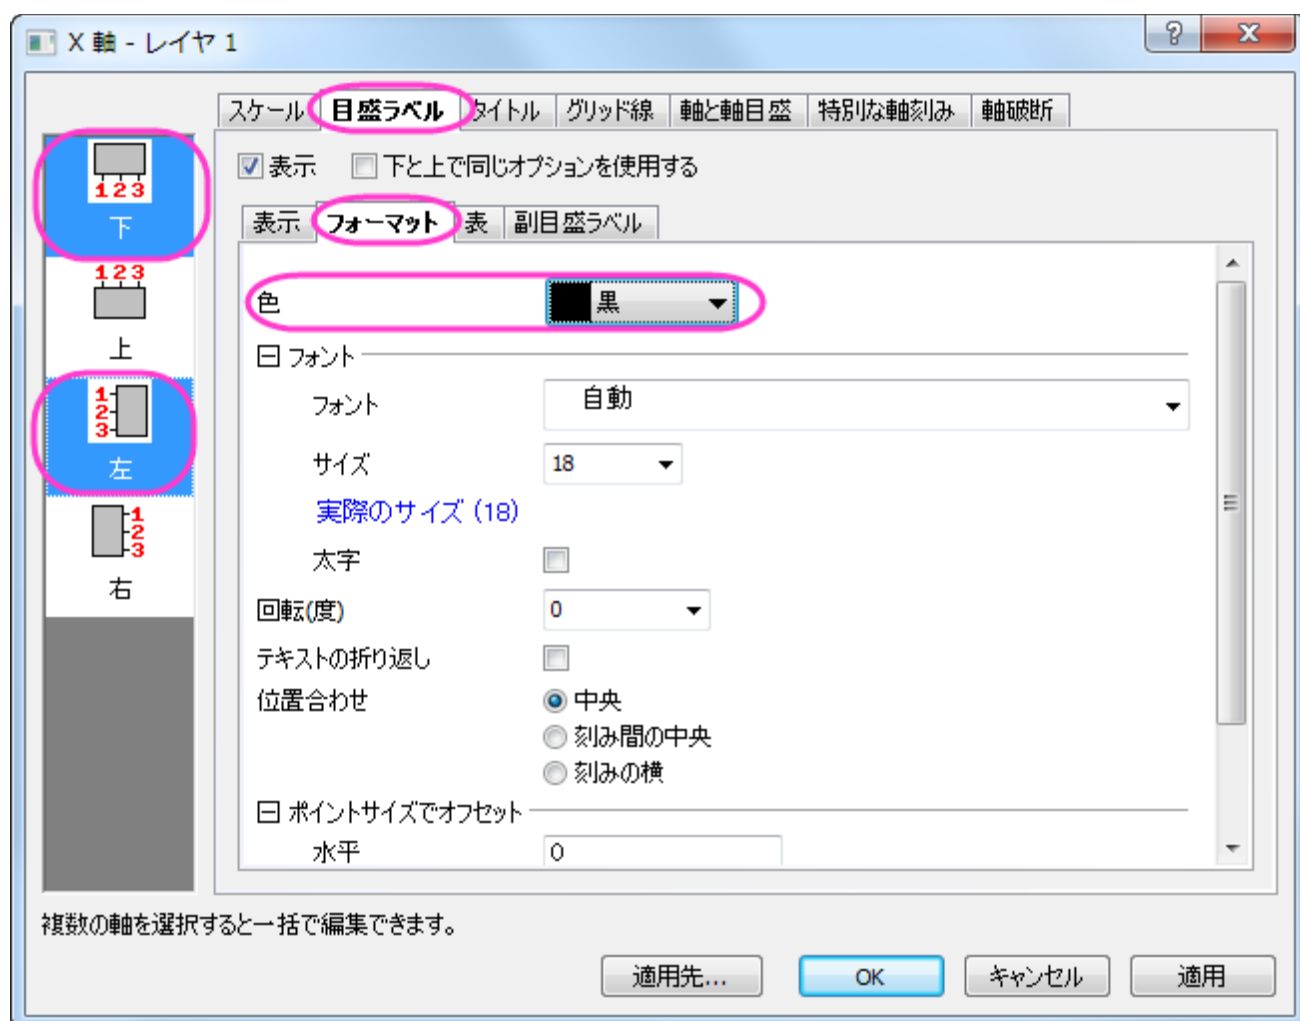 X 軸 - レイヤ 1
スケール 目盛ラベル タイトル グリッド線 軸と軸目盛 特別な軸刻み 軸破断
123
下
123
上
1
2
3
左
1
2
3
右
表示 下と上で同じオプションを使用する
表示 フォーマット 表 副目盛ラベル
色 黒
フォント
フォント 自動
サイズ 18
実際のサイズ (18)
太字
回転(度) 0
テキストの折り返し
位置合わせ 中央
刻み間の中央
刻みの横
ポイントサイズでオフセット
水平 0
複数の軸を選択すると一括で編集できます。
適用先... OK キャンセル 適用